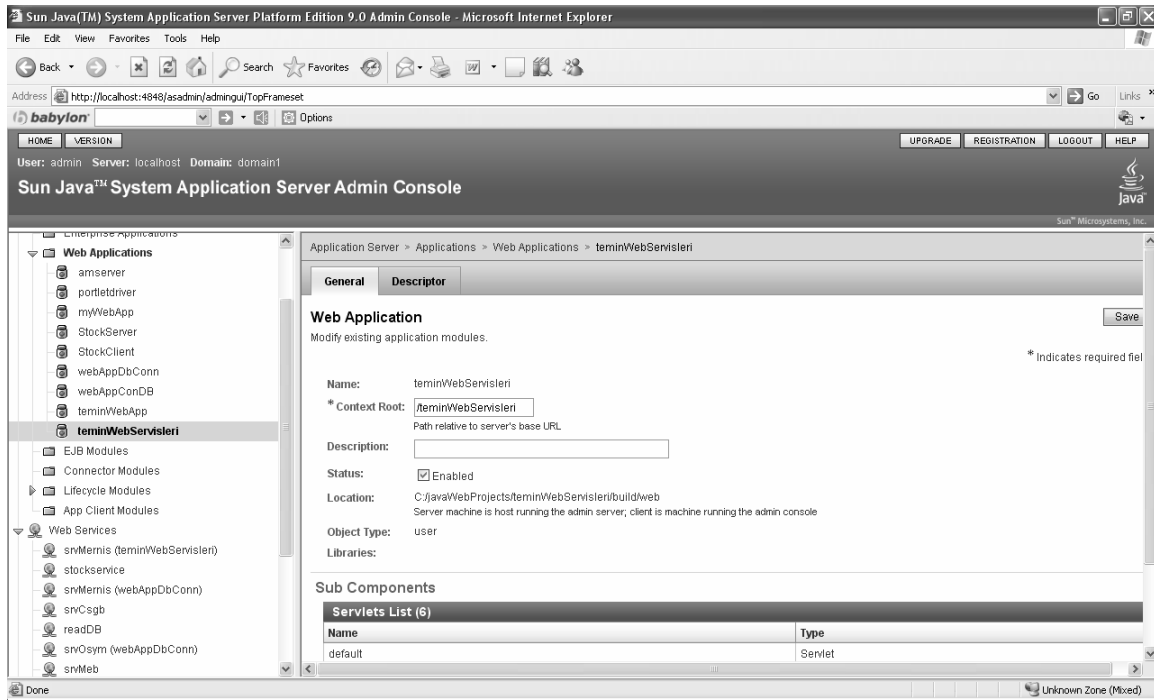 Sun Java(TM) System Application Server Platform Edition 9.0 Admin Console - Microsoft Internet Explorer
File Edit View Favorites Tools Help
Back Search Favorites
Address http://localhost:4848/asadmin/admingui/TopFrameset Go Links »
babylon Options
HOME VERSION UPGRADE REGISTRATION LOGOUT HELP
User: admin Server: localhost Domain: domain1
Sun Java™ System Application Server Admin Console
Java
Sun™ Microsystems, Inc.
Enterprise Applications
Web Applications
amserver
portletdriver
myWebApp
StockServer
StockClient
webAppDbConn
webAppConDB
teminWebApp
teminWebServisleri
EJB Modules
Connector Modules
Lifecycle Modules
App Client Modules
Web Services
srvMernis (teminWebServisleri)
stockservice
srvMernis (webAppDbConn)
srvCsgb
readDB
srvOsym (webAppDbConn)
srvMeb
Application Server > Applications > Web Applications > teminWebServisleri
General Descriptor
Web Application Save
Modify existing application modules.
* Indicates required fiel
Name: teminWebServisleri
* Context Root: /teminWebServisleri
Path relative to server's base URL
Description:
Status: Enabled
Location: C:/javaWebProjects/teminWebServisleri/build/web
Server machine is host running the admin server; client is machine running the admin console
Object Type: user
Libraries:
Sub Components
Servlets List (6)
Name Type
default Servlet
Done Unknown Zone (Mixed)